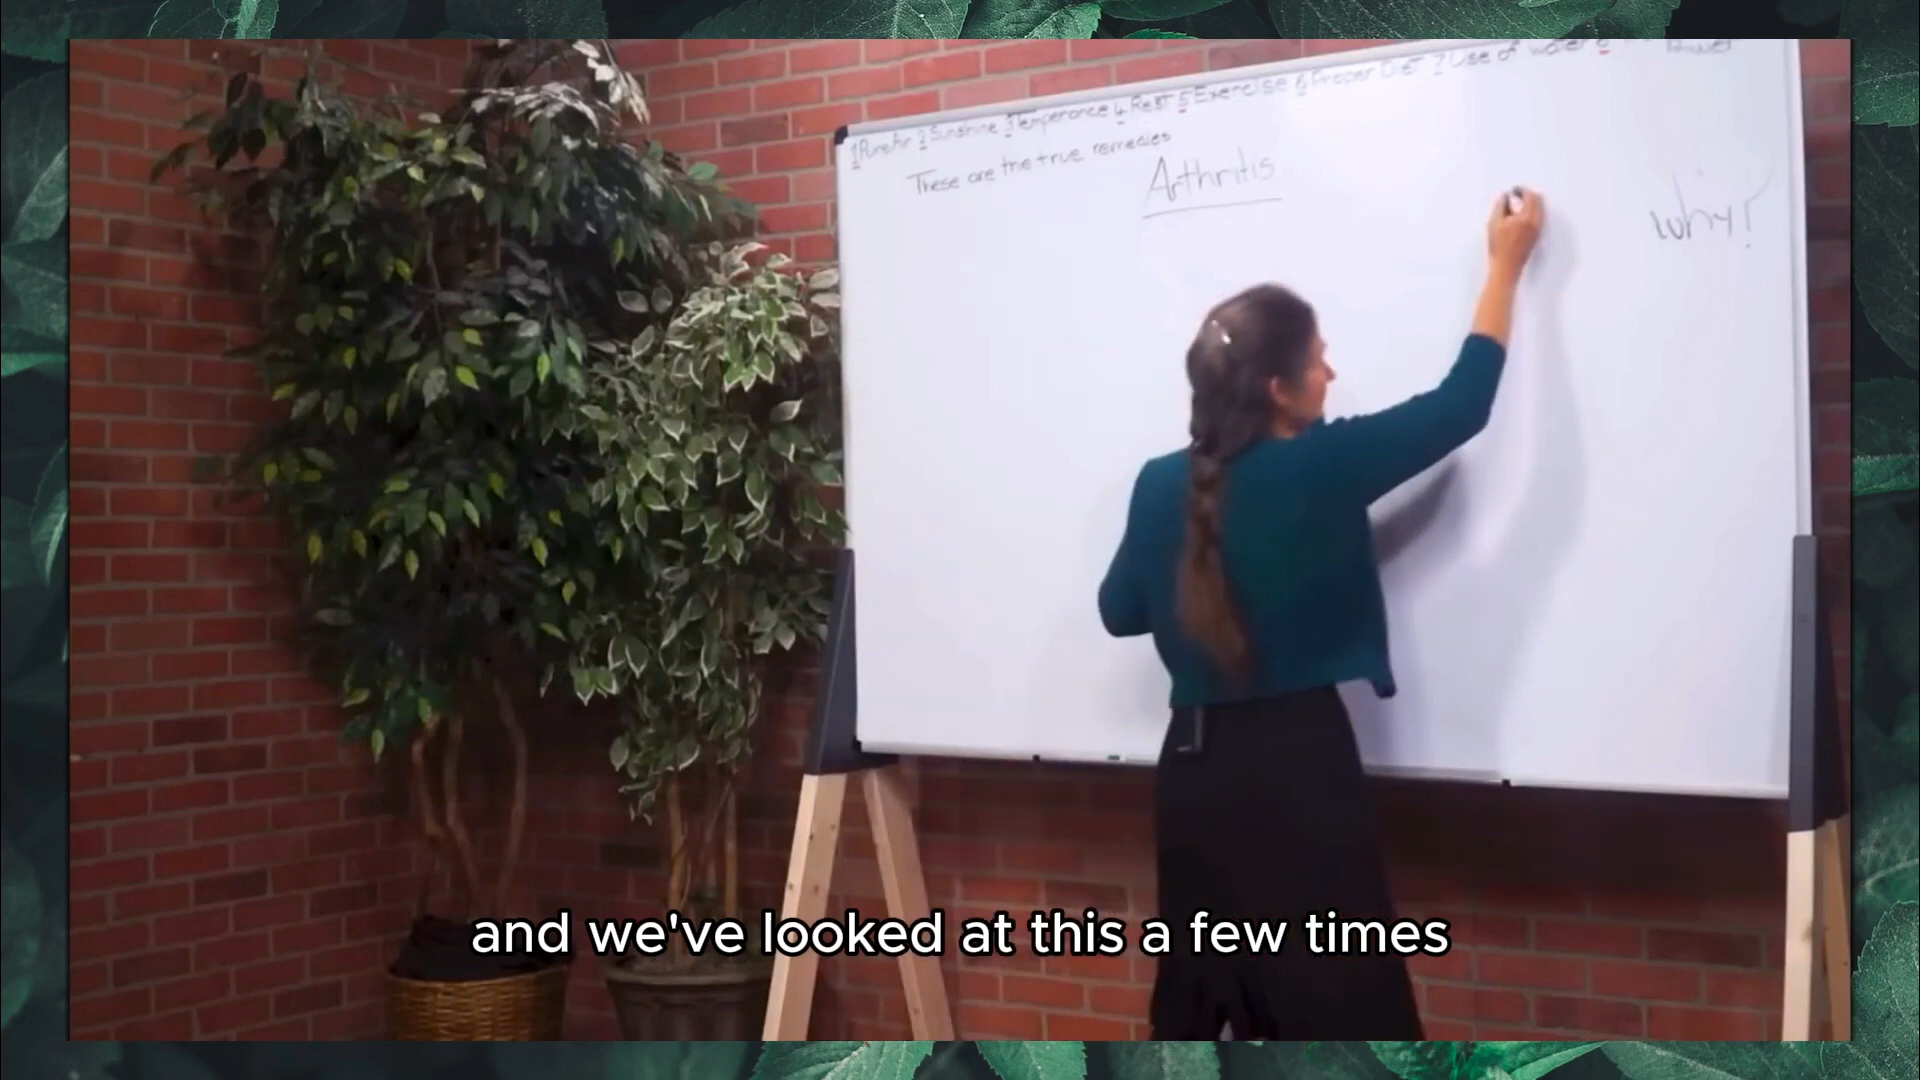 1 Pure Air 2 Sunshine 3 Temperance 4 Rest 5 Exercise 6 Proper Diet 7 Use of water 8
These are the true remedies
Arthritis
Why?
and we've looked at this a few times